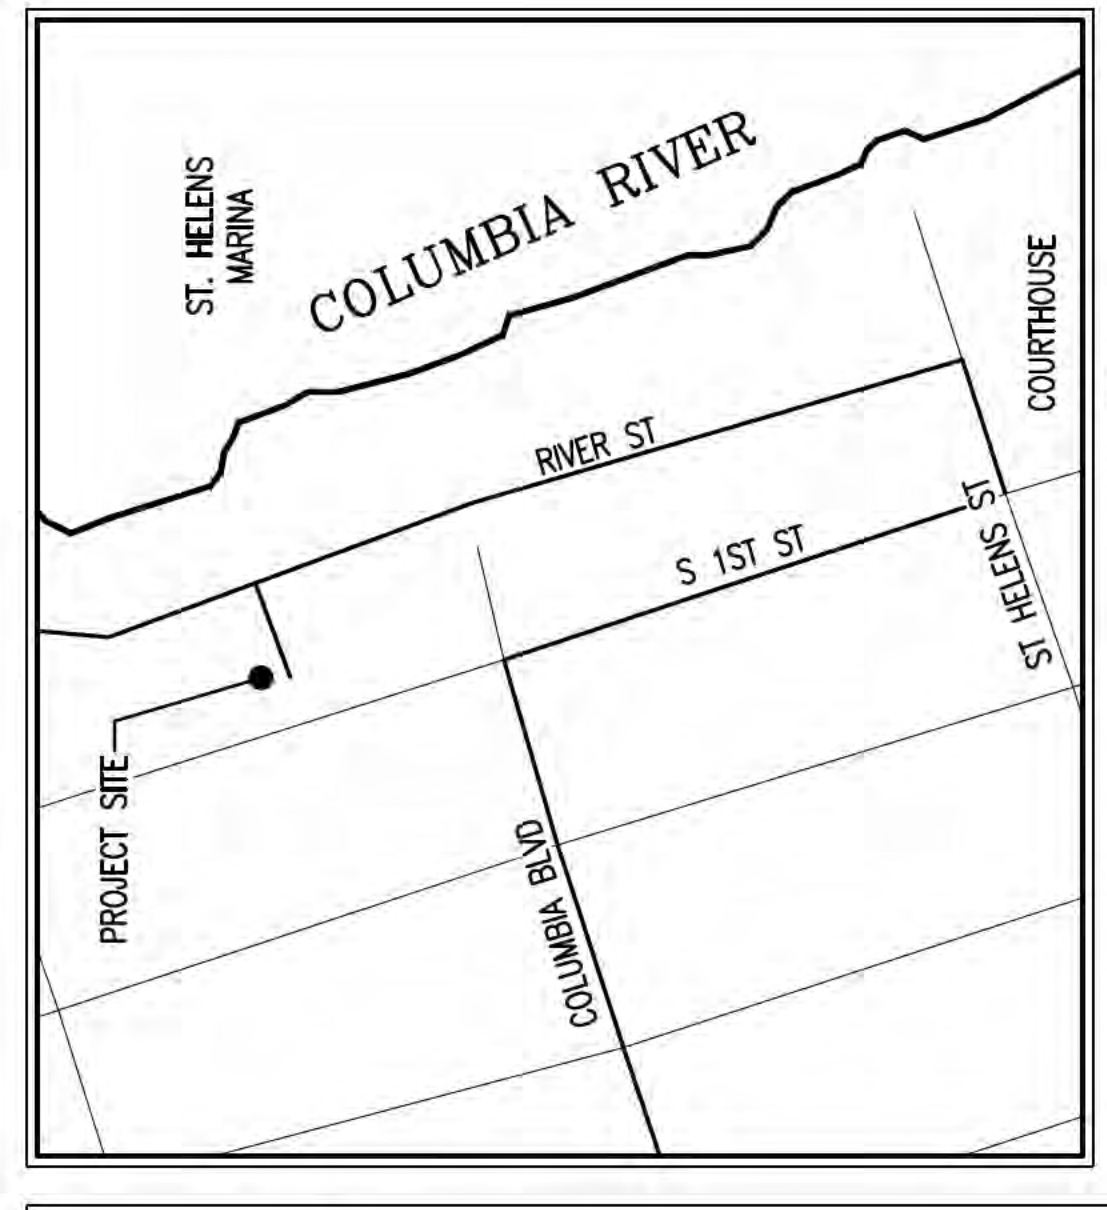 ST. HELENS
MARINA
COLUMBIA RIVER
COURTHOUSE
RIVER ST
S 1ST ST
ST HELENS ST
PROJECT SITE
COLUMBIA BLVD